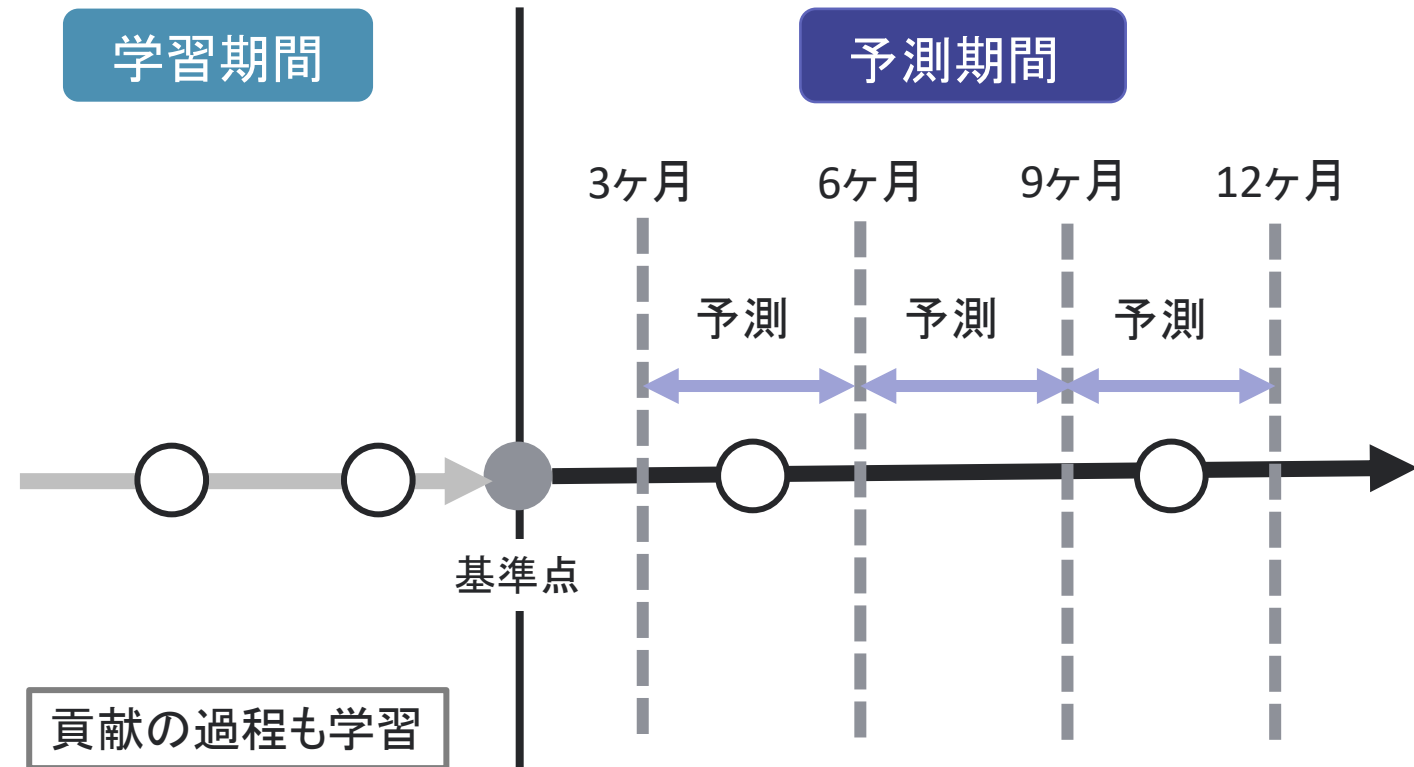 学習期間
予測期間
3ヶ月
6ヶ月
9ヶ月
12ヶ月
予測
予測
予測
基準点
貢献の過程も学習